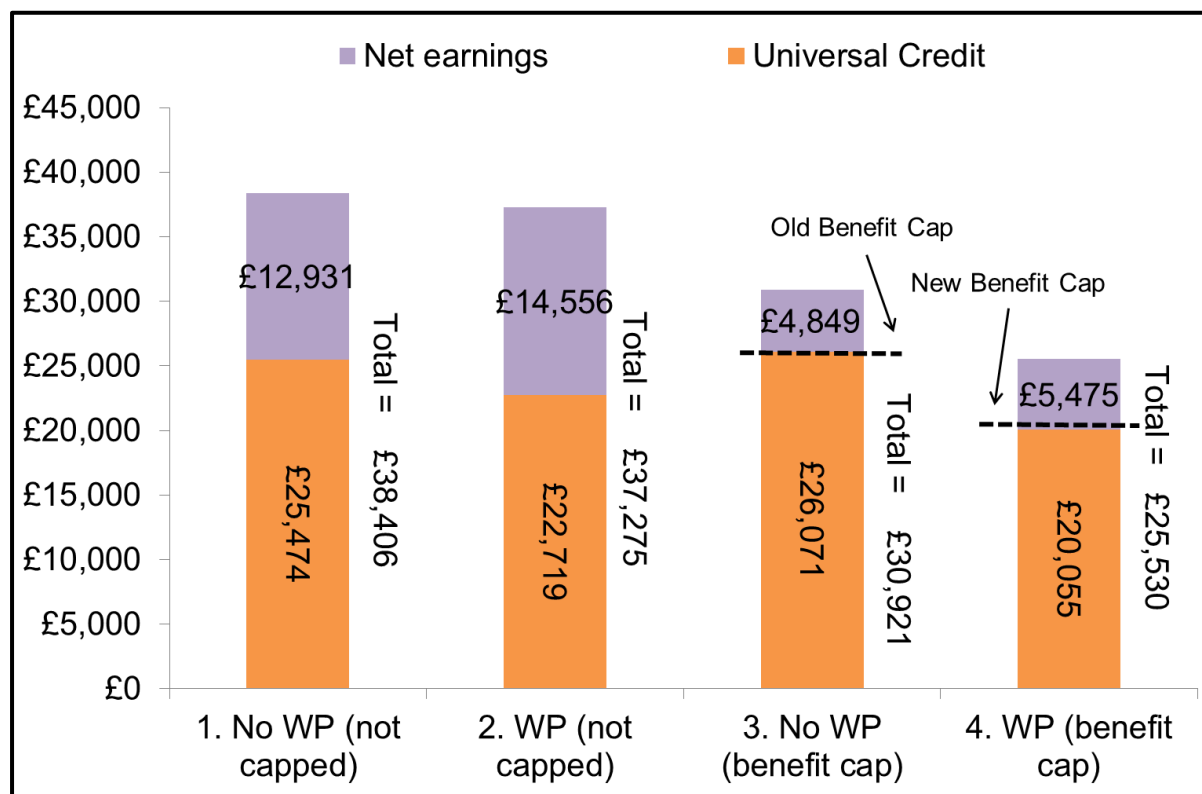 Net earnings
Universal Credit
£45,000
£40,000
£35,000
£30,000
£25,000
£20,000
£15,000
£10,000
£5,000
£0
£12,931
£25,474
Total = £38,406
£14,556
£22,719
Total = £37,275
Old Benefit Cap
£4,849
£26,071
Total = £30,921
New Benefit Cap
£5,475
£20,055
Total = £25,530
1. No WP (not
capped)
2. WP (not
capped)
3. No WP
(benefit cap)
4. WP (benefit
cap)